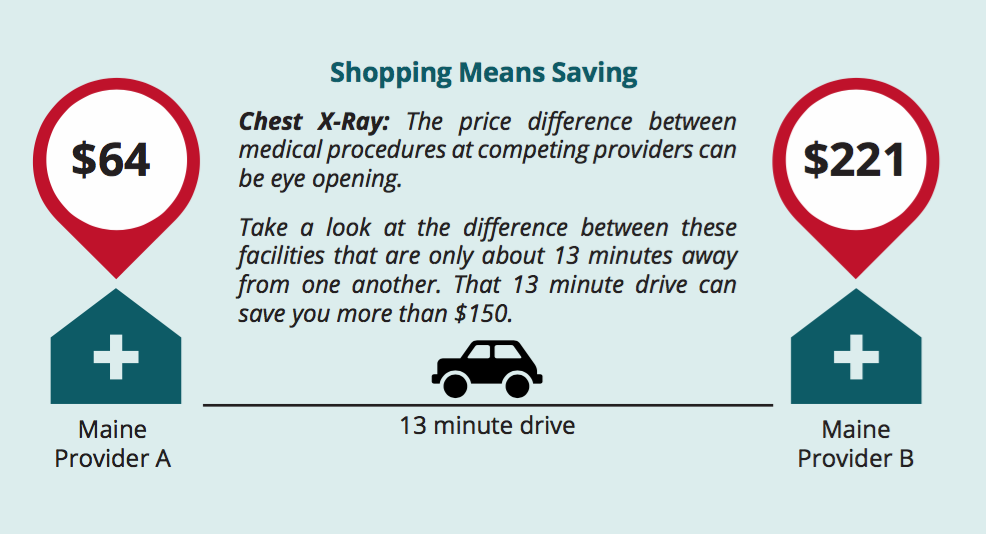 Shopping Means Saving
$64
Chest X-Ray: The price difference between
medical procedures at competing providers can
be eye opening.
$221
Take a look at the difference between these
facilities that are only about 13 minutes away
from one another. That 13 minute drive can
save you more than $150.
13 minute drive
Maine
Provider A
Maine
Provider B